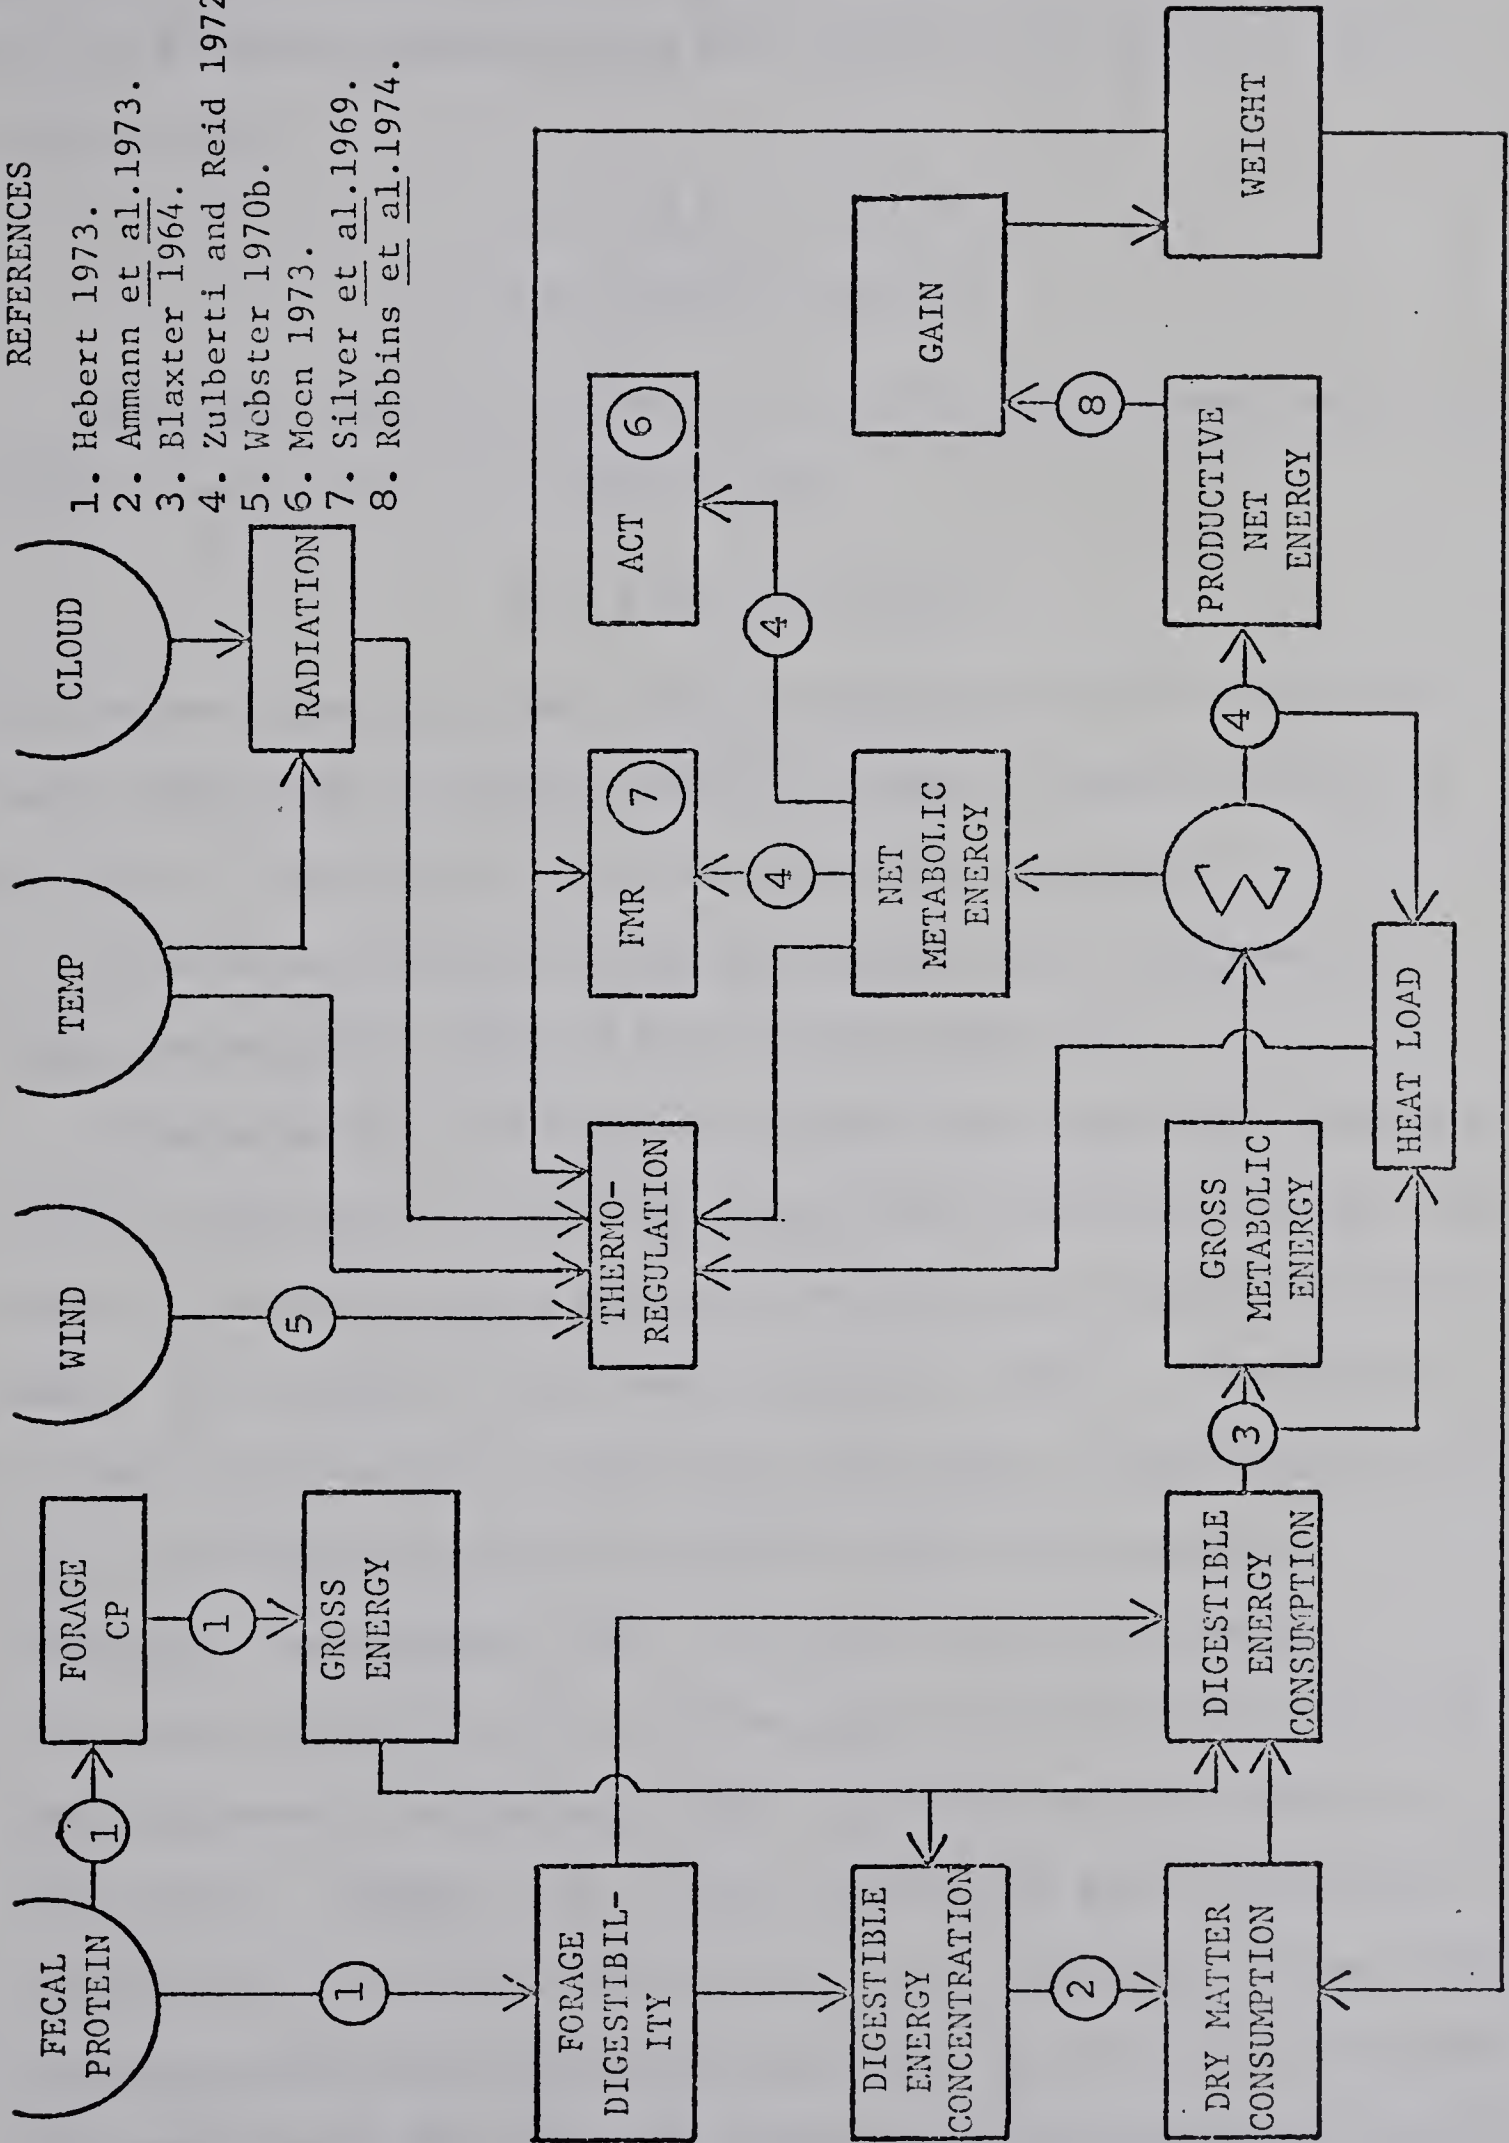 REFERENCES
1. Hebert 1973.
2. Ammann et al.1973.
3. Blaxter 1964.
4. Zulberti and Reid 1972
5. Webster 1970b.
6. Moen 1973.
7. Silver et al.1969.
8. Robbins et al.1974.
FECAL
PROTEIN
1
FORAGE
CP
1
GROSS
ENERGY
1
FORAGE
DIGESTIBIL-
ITY
DIGESTIBLE
ENERGY
CONCENTRATION
2
DRY MATTER
CONSUMPTION
DIGESTIBLE
ENERGY
CONSUMPTION
3
GROSS
METABOLIC
ENERGY
HEAT LOAD
WIND
5
TEMP
CLOUD
RADIATION
THERMO-
REGULATION
FMR
7
ACT
6
4
4
NET
METABOLIC
ENERGY
Σ
4
PRODUCTIVE
NET
ENERGY
8
GAIN
WEIGHT